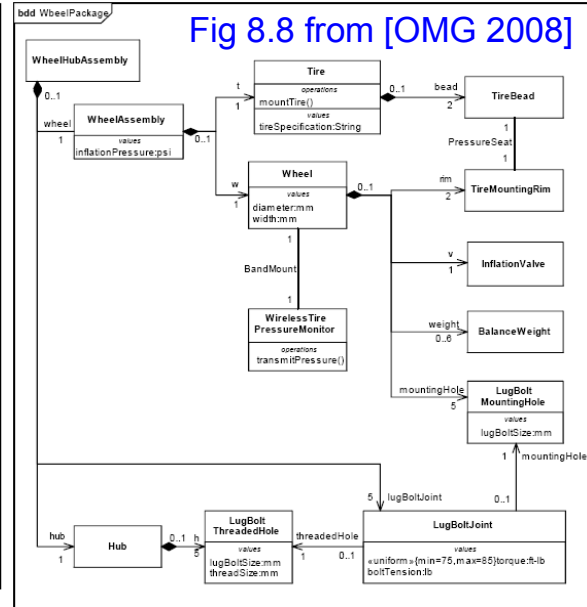 bdd WheelPackage
Fig 8.8 from [OMG 2008]
WheelHubAssembly
0..1
wheel
1
WheelAssembly
values
inflationPressure:psi
0..1
t
1
Tire
operations
mountTire()
values
tireSpecification:String
0..1
bead
2
TireBead
1
PressureSeat
1
w
1
Wheel
values
diameter:mm
width:mm
0..1
rim
2
TireMountingRim
1
BandMount
1
v
1
InflationValve
WirelessTire
PressureMonitor
operations
transmitPressure()
weight
0..6
BalanceWeight
mountingHole
5
LugBolt
MountingHole
values
lugBoltSize:mm
1
mountingHole
5
lugBoltJoint
0..1
hub
1
Hub
0..1
h
5
LugBolt
ThreadedHole
values
lugBoltSize:mm
threadSize:mm
threadedHole
1
0..1
LugBoltJoint
values
«uniform»{min=75,max=85}torque:ft-lb
boltTension:lb